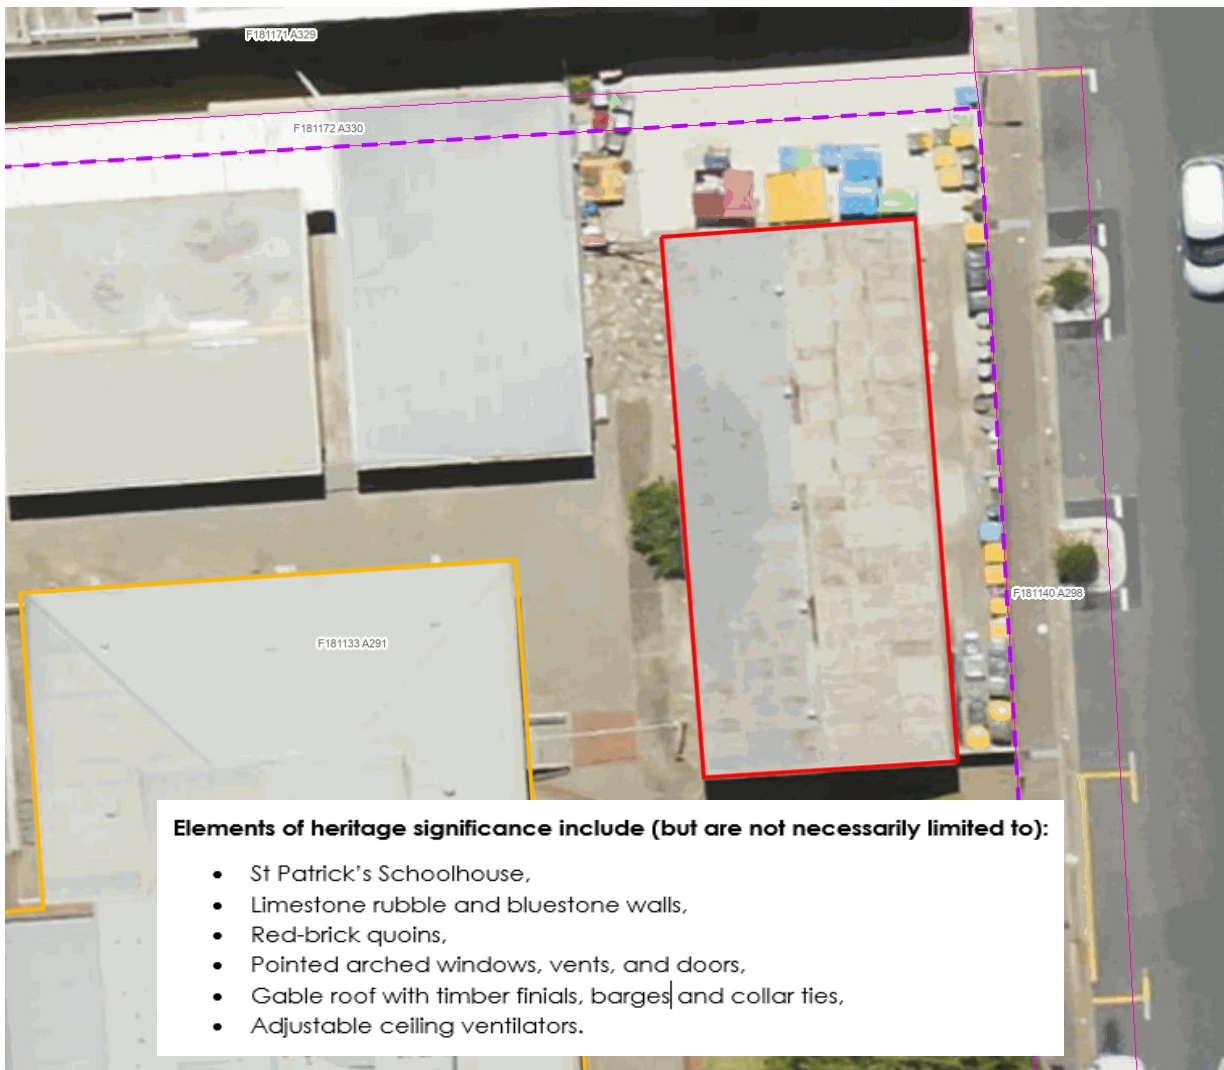 F181171 A329
F181172 A330
F181140 A298
F181133 A291
Elements of heritage significance include (but are not necessarily limited to):
• St Patrick's Schoolhouse,
• Limestone rubble and bluestone walls,
• Red-brick quoins,
• Pointed arched windows, vents, and doors,
• Gable roof with timber finials, barges and collar ties,
• Adjustable ceiling ventilators.